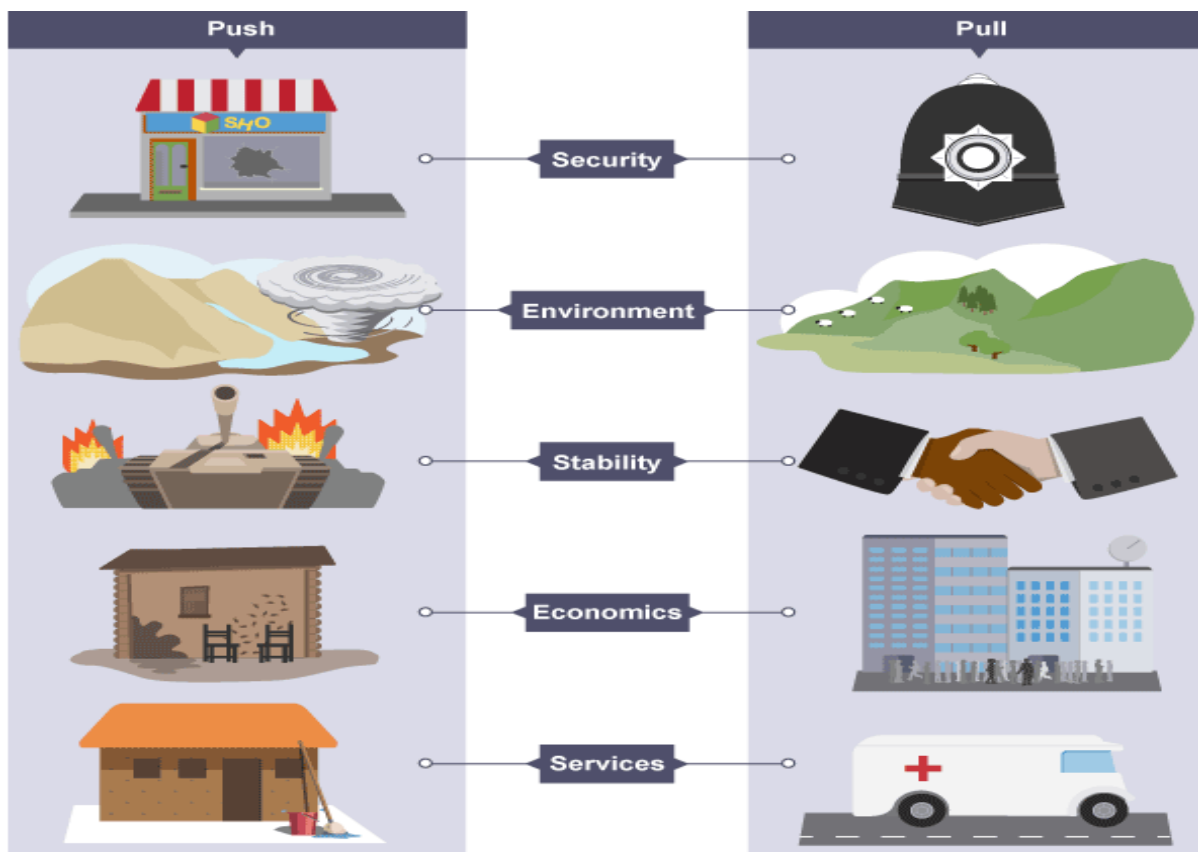 Push
Pull
SHO
Security
Environment
Stability
Economics
Services